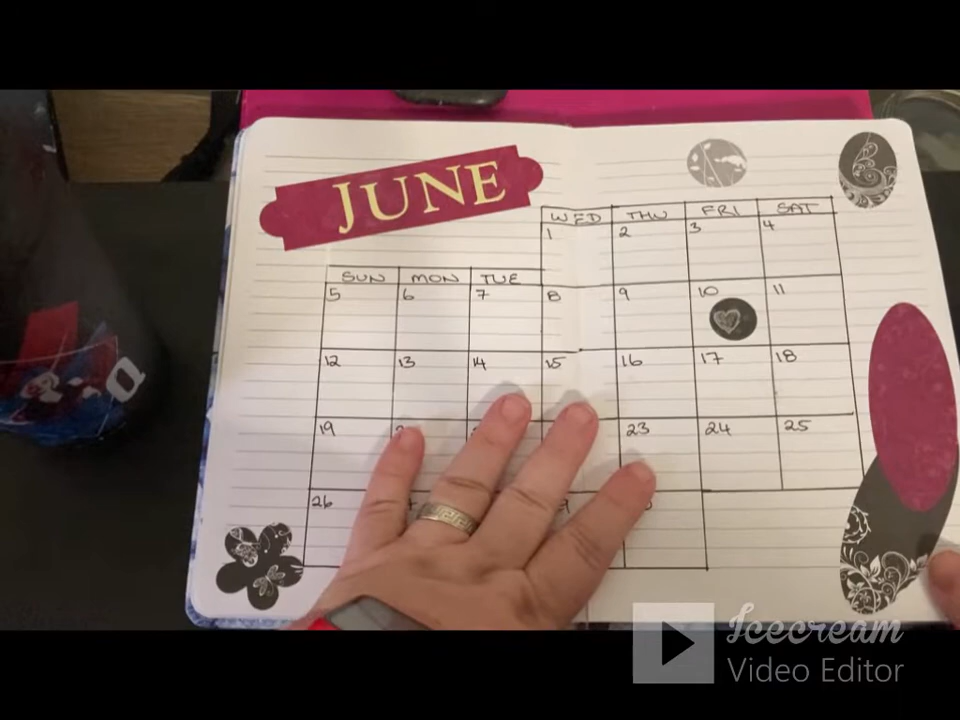 JUNE
WED THU FRI SAT
1 2 3 4
SUN MON TUE
5 6 7 8 9 10 11
12 13 14 15 16 17 18
19 23 24 25
26
Icecream
Video Editor